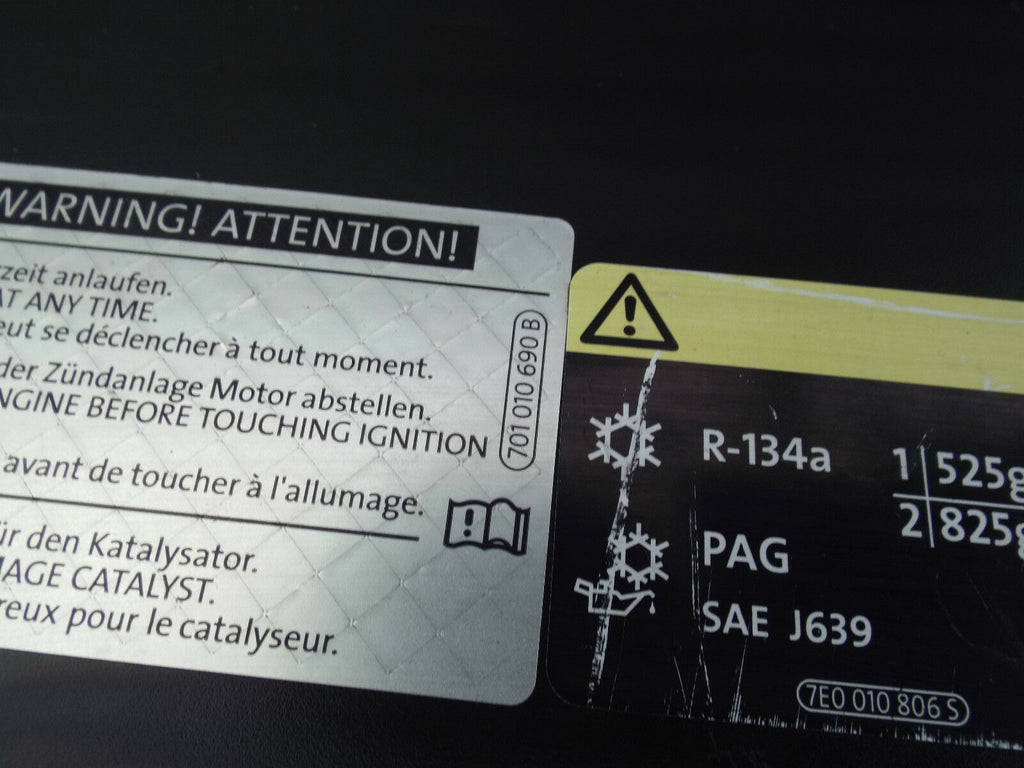 WARNING! ATTENTION!
zeit anlaufen.
AT ANY TIME.
eut se déclencher à tout moment.
der Zündanlage Motor abstellen.
NGINE BEFORE TOUCHING IGNITION
avant de toucher à l'allumage.
ür den Katalysator.
MAGE CATALYST.
reux pour le catalyseur.
701 010 690 B
R-134a
1 525g
2 825g
PAG
SAE J639
7E0 010 806 S